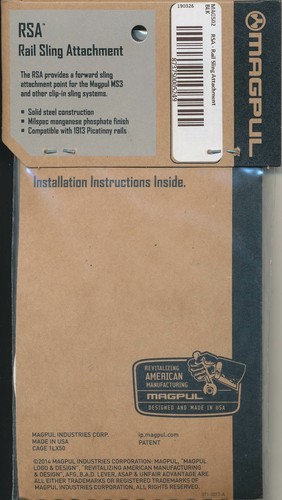 RSA™
Rail Sling Attachment
The RSA provides a forward sling
attachment point for the Magpul MS3
and other clip-in sling systems.
• Solid steel construction
• Milspec manganese phosphate finish
• Compatible with 1913 Picatinny rails
190326
MAG502 RSA - Rail Sling Attachment
BLK
873750005549
MAGPUL
Installation Instructions Inside.
REVITALIZING
AMERICAN
MANUFACTURING
MAGPUL
DESIGNED AND MADE IN USA
MAGPUL INDUSTRIES CORP.
MADE IN USA
CAGE 1LX50
ip.magpul.com
PATENT
©2014 MAGPUL INDUSTRIES CORPORATION: MAGPUL, "MAGPUL
LOGO & DESIGN", "REVITALIZING AMERICAN MANUFACTURING
& DESIGN", AFG, B.A.D. LEVER, ASAP & UNFAIR ADVANTAGE ARE
ALL EITHER TRADEMARKS OR REGISTERED TRADEMARKS OF
MAGPUL INDUSTRIES CORPORATION, ALL RIGHTS RESERVED.